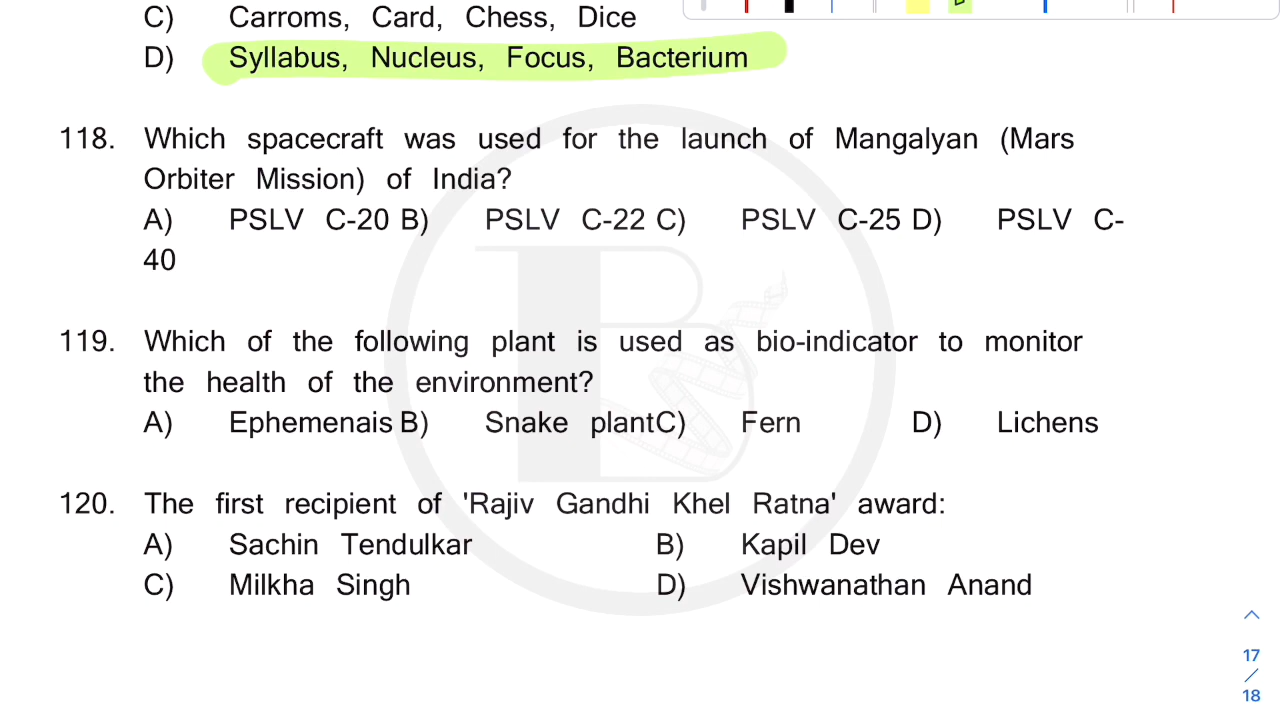 C) Carroms, Card, Chess, Dice
D) Syllabus, Nucleus, Focus, Bacterium
118. Which spacecraft was used for the launch of Mangalyan (Mars
Orbiter Mission) of India?
A) PSLV C-20 B) PSLV C-22 C) PSLV C-25 D) PSLV C-
40
119. Which of the following plant is used as bio-indicator to monitor
the health of the environment?
A) Ephemenais B) Snake plantC) Fern D) Lichens
120. The first recipient of 'Rajiv Gandhi Khel Ratna' award:
A) Sachin Tendulkar B) Kapil Dev
C) Milkha Singh D) Vishwanathan Anand
17
/
18